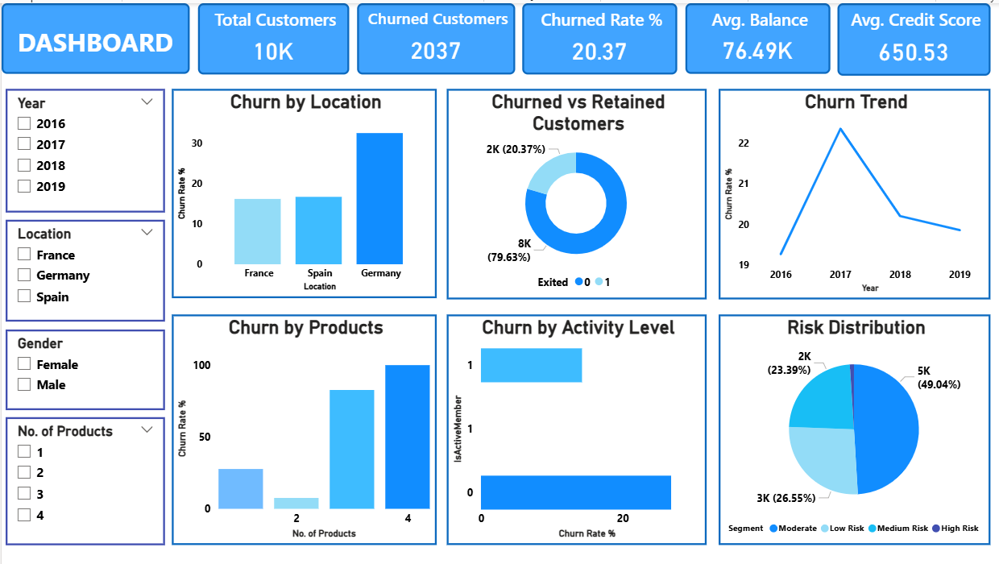 DASHBOARD
Total Customers
10K
Churned Customers
2037
Churned Rate %
20.37
Avg. Balance
76.49K
Avg. Credit Score
650.53
Year
2016
2017
2018
2019
Location
France
Germany
Spain
Gender
Female
Male
No. of Products
1
2
3
4
Churn by Location
Churn Rate %
30
20
10
0
France
Spain
Germany
Location
Churned vs Retained
Customers
2K (20.37%)
8K
(79.63%)
Exited
0
1
Churn Trend
Churn Rate %
22
21
20
19
2016
2017
2018
2019
Year
Churn by Products
Churn Rate %
100
50
0
2
4
No. of Products
Churn by Activity Level
IsActiveMember
1
1
0
0
20
Churn Rate %
Risk Distribution
2K
(23.39%)
5K
(49.04%)
3K (26.55%)
Segment
Moderate
Low Risk
Medium Risk
High Risk